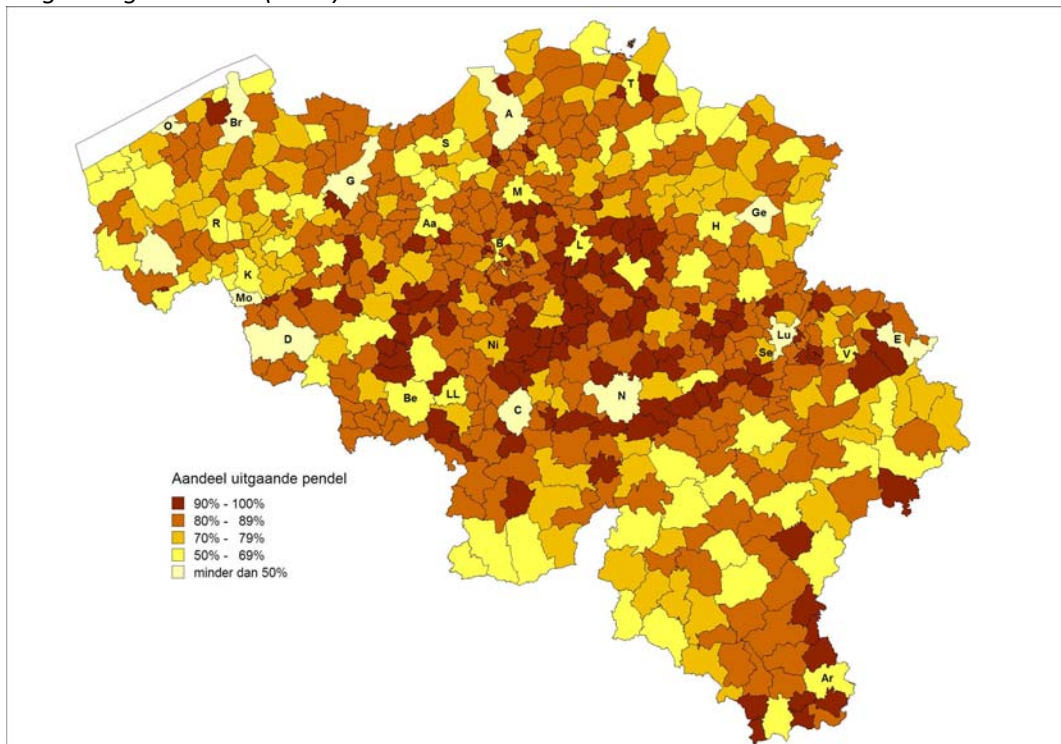 T
A
O
Br
S
G
M
Ge
R
Aa
H
B
L
K
Mo
D
Ni
Lu
Se
V
E
Be
LL
C
N
Aandeel uitgaande pendel
90% - 100%
80% - 89%
70% - 79%
50% - 69%
minder dan 50%
Ar